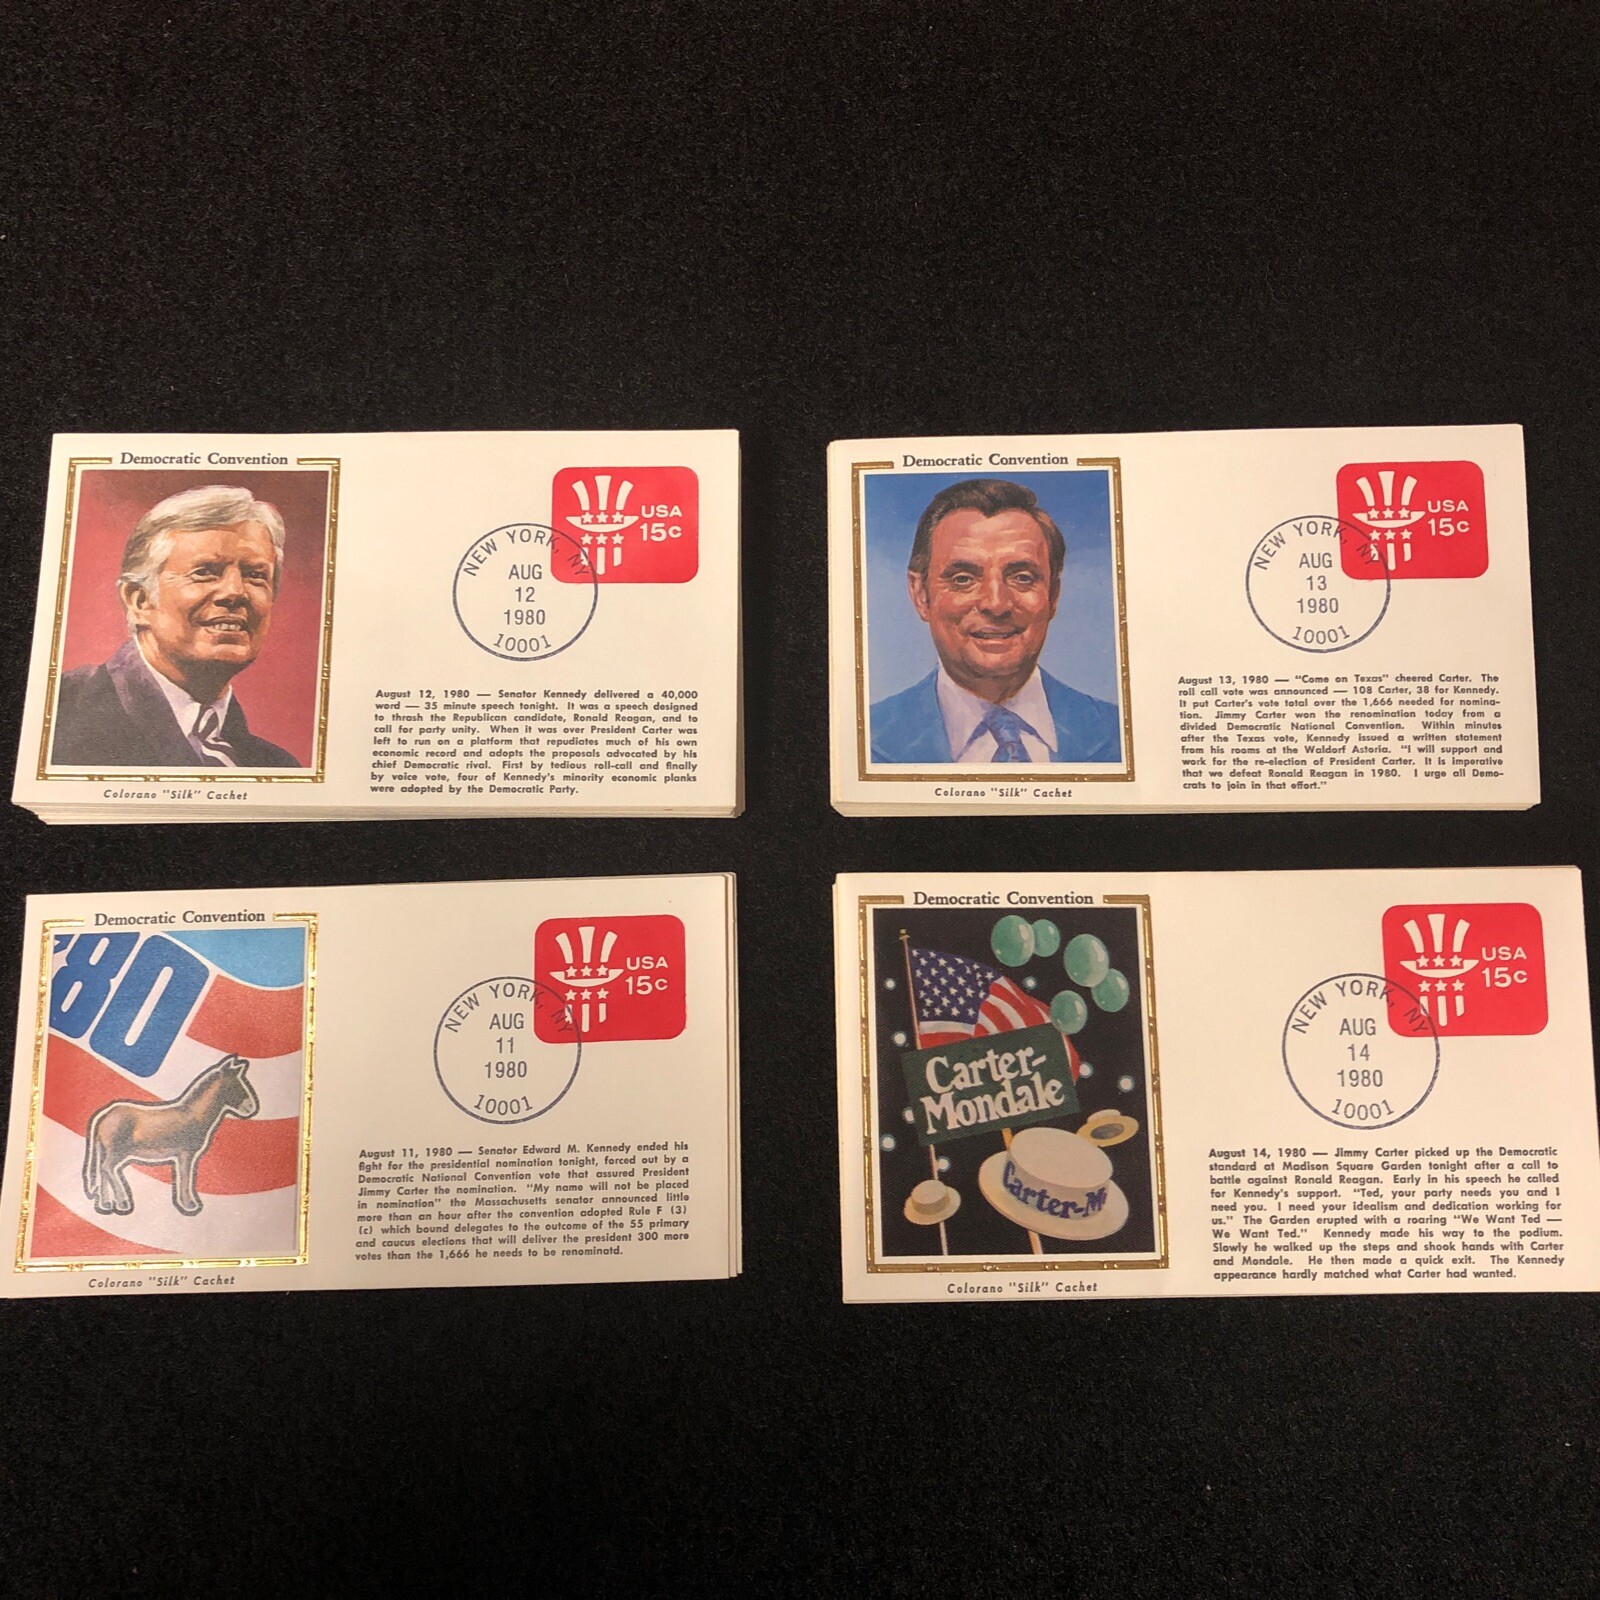 Democratic Convention
USA
15c
NEW YORK, NY
AUG
12
1980
10001
August 12, 1980 — Senator Kennedy delivered a 40,000
word — 35 minute speech tonight. It was a speech designed
to thrash the Republican candidate, Ronald Reagan, and to
call for party unity. When it was over President Carter was
left to run on a platform that repudiates much of his own
economic record and adopts the proposals advocated by his
chief Democratic rival. First by tedious roll-call and finally
by voice vote, four of Kennedy's minority economic planks
were adopted by the Democratic Party.
Colorano "Silk" Cachet
Democratic Convention
USA
15c
NEW YORK, NY
AUG
13
1980
10001
August 13, 1980 — "Come on Texas" cheered Carter. The
roll call vote was announced — 108 Carter, 38 for Kennedy.
It put Carter's vote total over the 1,666 needed for nomina-
tion. Jimmy Carter won the renomination today from a
divided Democratic National Convention. Within minutes
after the Texas vote, Kennedy issued a written statement
from his rooms at the Waldorf Astoria. "I will support and
work for the re-election of President Carter. It is imperative
that we defeat Ronald Reagan in 1980. I urge all Demo-
crats to join in that effort."
Colorano "Silk" Cachet
Democratic Convention
'80
USA
15c
NEW YORK, NY
AUG
11
1980
10001
August 11, 1980 — Senator Edward M. Kennedy ended his
fight for the presidential nomination tonight, forced out by a
Democratic National Convention vote that assured President
Jimmy Carter the nomination. "My name will not be placed
in nomination" the Massachusetts senator announced little
more than an hour after the convention adopted Rule F (3)
(c) which bound delegates to the outcome of the 55 primary
and caucus elections that will deliver the president 300 more
votes than the 1,666 he needs to be renominatd.
Colorano "Silk" Cachet
Democratic Convention
Carter-
Mondale
Carter-M
USA
15c
NEW YORK, NY
AUG
14
1980
10001
August 14, 1980 — Jimmy Carter picked up the Democratic
standard at Madison Square Garden tonight after a call to
battle against Ronald Reagan. Early in his speech he called
for Kennedy's support. "Ted, your party needs you and I
need you. I need your idealism and dedication working for
us." The Garden erupted with a roaring "We Want Ted —
We Want Ted." Kennedy made his way to the podium.
Slowly he walked up the steps and shook hands with Carter
and Mondale. He then made a quick exit. The Kennedy
appearance hardly matched what Carter had wanted.
Colorano "Silk" Cachet